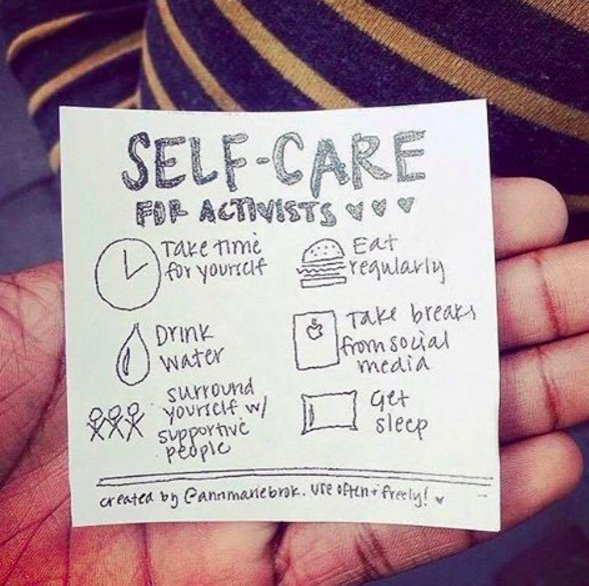 SELF-CARE
FOR ACTIVISTS
Take time
for yourself
Eat
regularly
Drink
water
Take breaks
from social
media
surround
yourself w/
supportive
people
Get
sleep
created by @annmariebrok. Use often + freely!